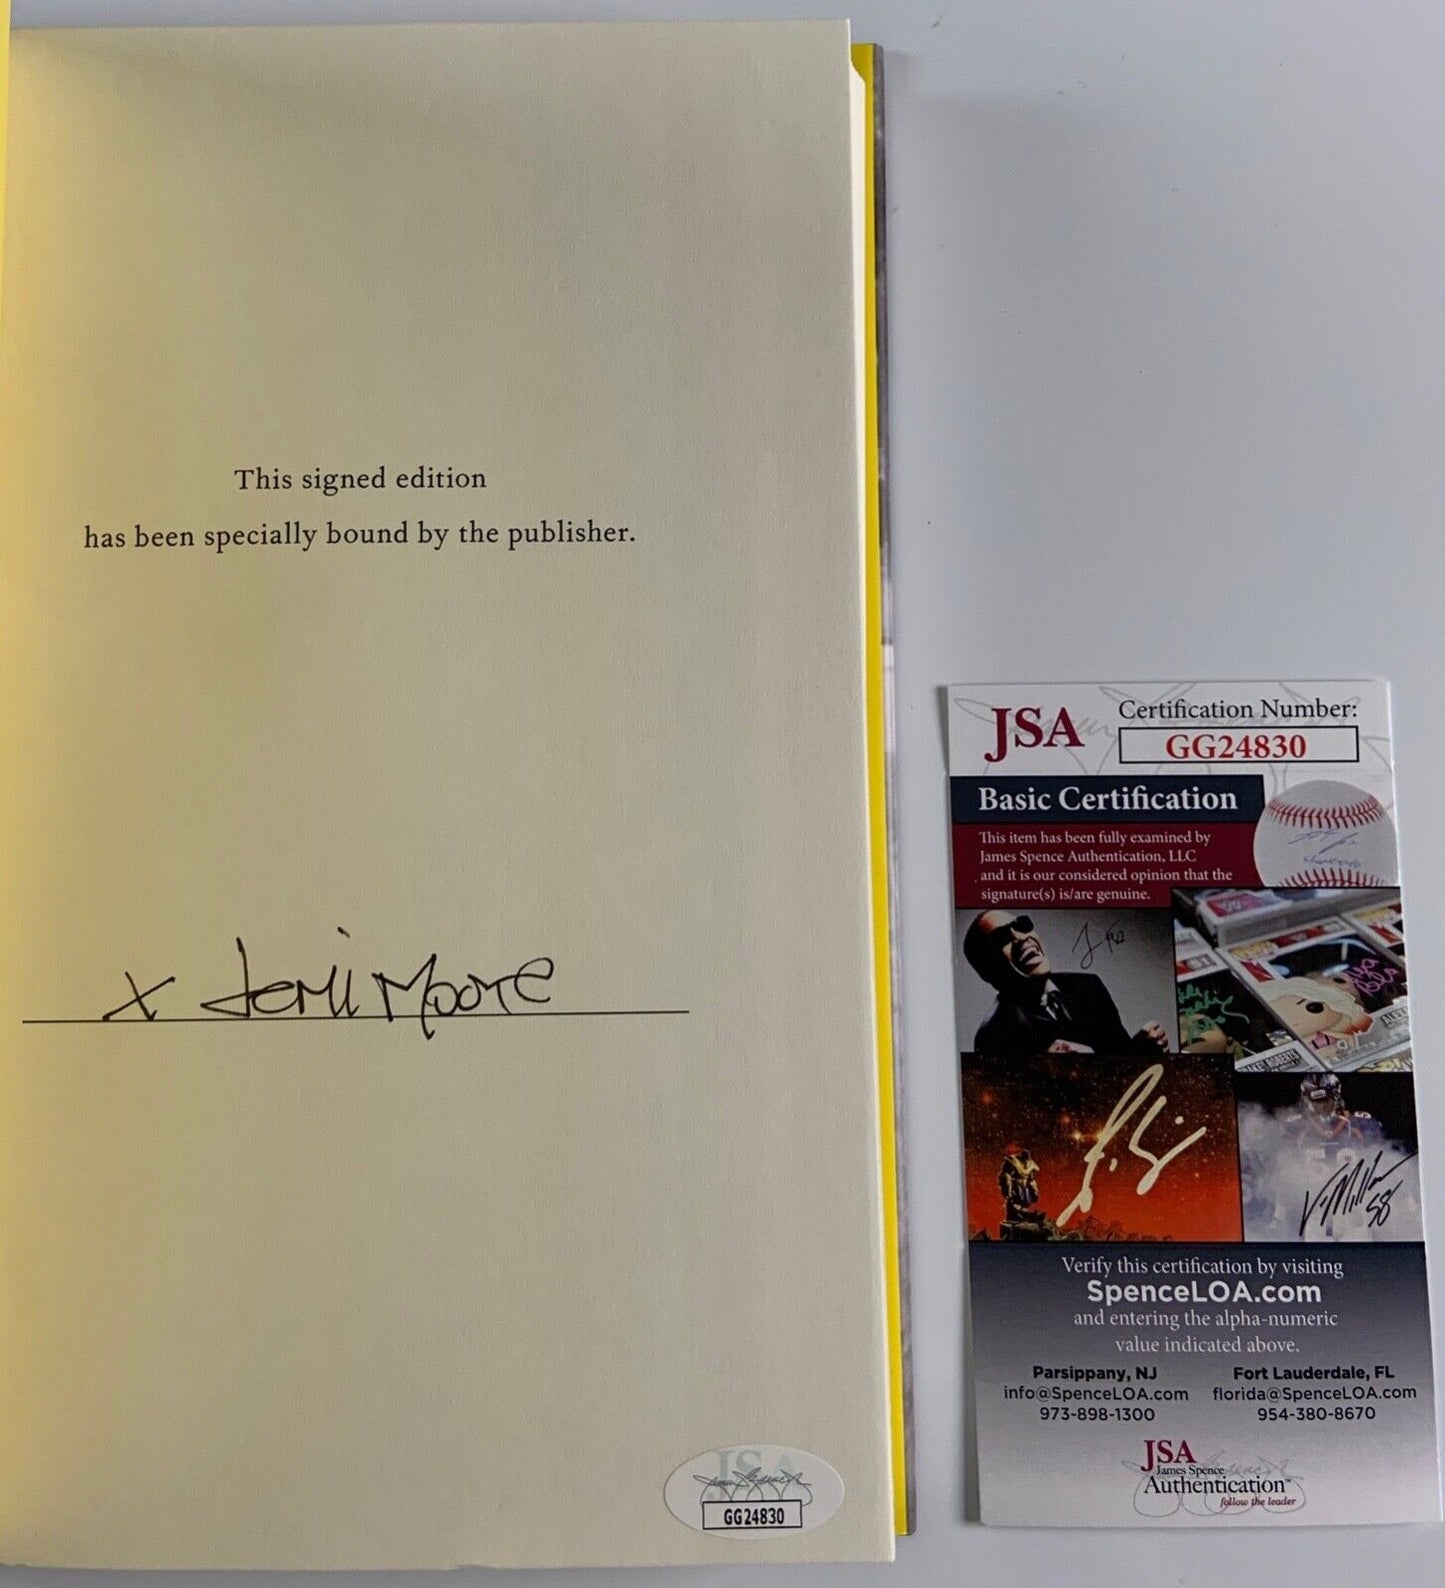 This signed edition
has been specially bound by the publisher.
x Demi Moore
JSA
GG24830
JSA
Certification Number:
GG24830
Basic Certification
This item has been fully examined by
James Spence Authentication, LLC
and it is our considered opinion that the
signature(s) is/are genuine.
Verify this certification by visiting
SpenceLOA.com
and entering the alpha-numeric
value indicated above.
Parsippany, NJ
info@SpenceLOA.com
973-898-1300
Fort Lauderdale, FL
florida@SpenceLOA.com
954-380-8670
JSA
James Spence
Authentication™
follow the leader